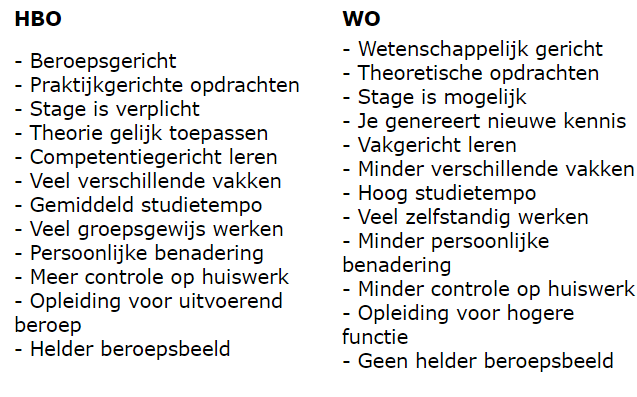 HBO
- Beroepsgericht
- Praktijkgerichte opdrachten
- Stage is verplicht
- Theorie gelijk toepassen
- Competentiegericht leren
- Veel verschillende vakken
- Gemiddeld studietempo
- Veel groepsgewijs werken
- Persoonlijke benadering
- Meer controle op huiswerk
- Opleiding voor uitvoerend
beroep
- Helder beroepsbeeld
WO
- Wetenschappelijk gericht
- Theoretische opdrachten
- Stage is mogelijk
- Je genereert nieuwe kennis
- Vakgericht leren
- Minder verschillende vakken
- Hoog studietempo
- Veel zelfstandig werken
- Minder persoonlijke
benadering
- Minder controle op huiswerk
- Opleiding voor hogere
functie
- Geen helder beroepsbeeld